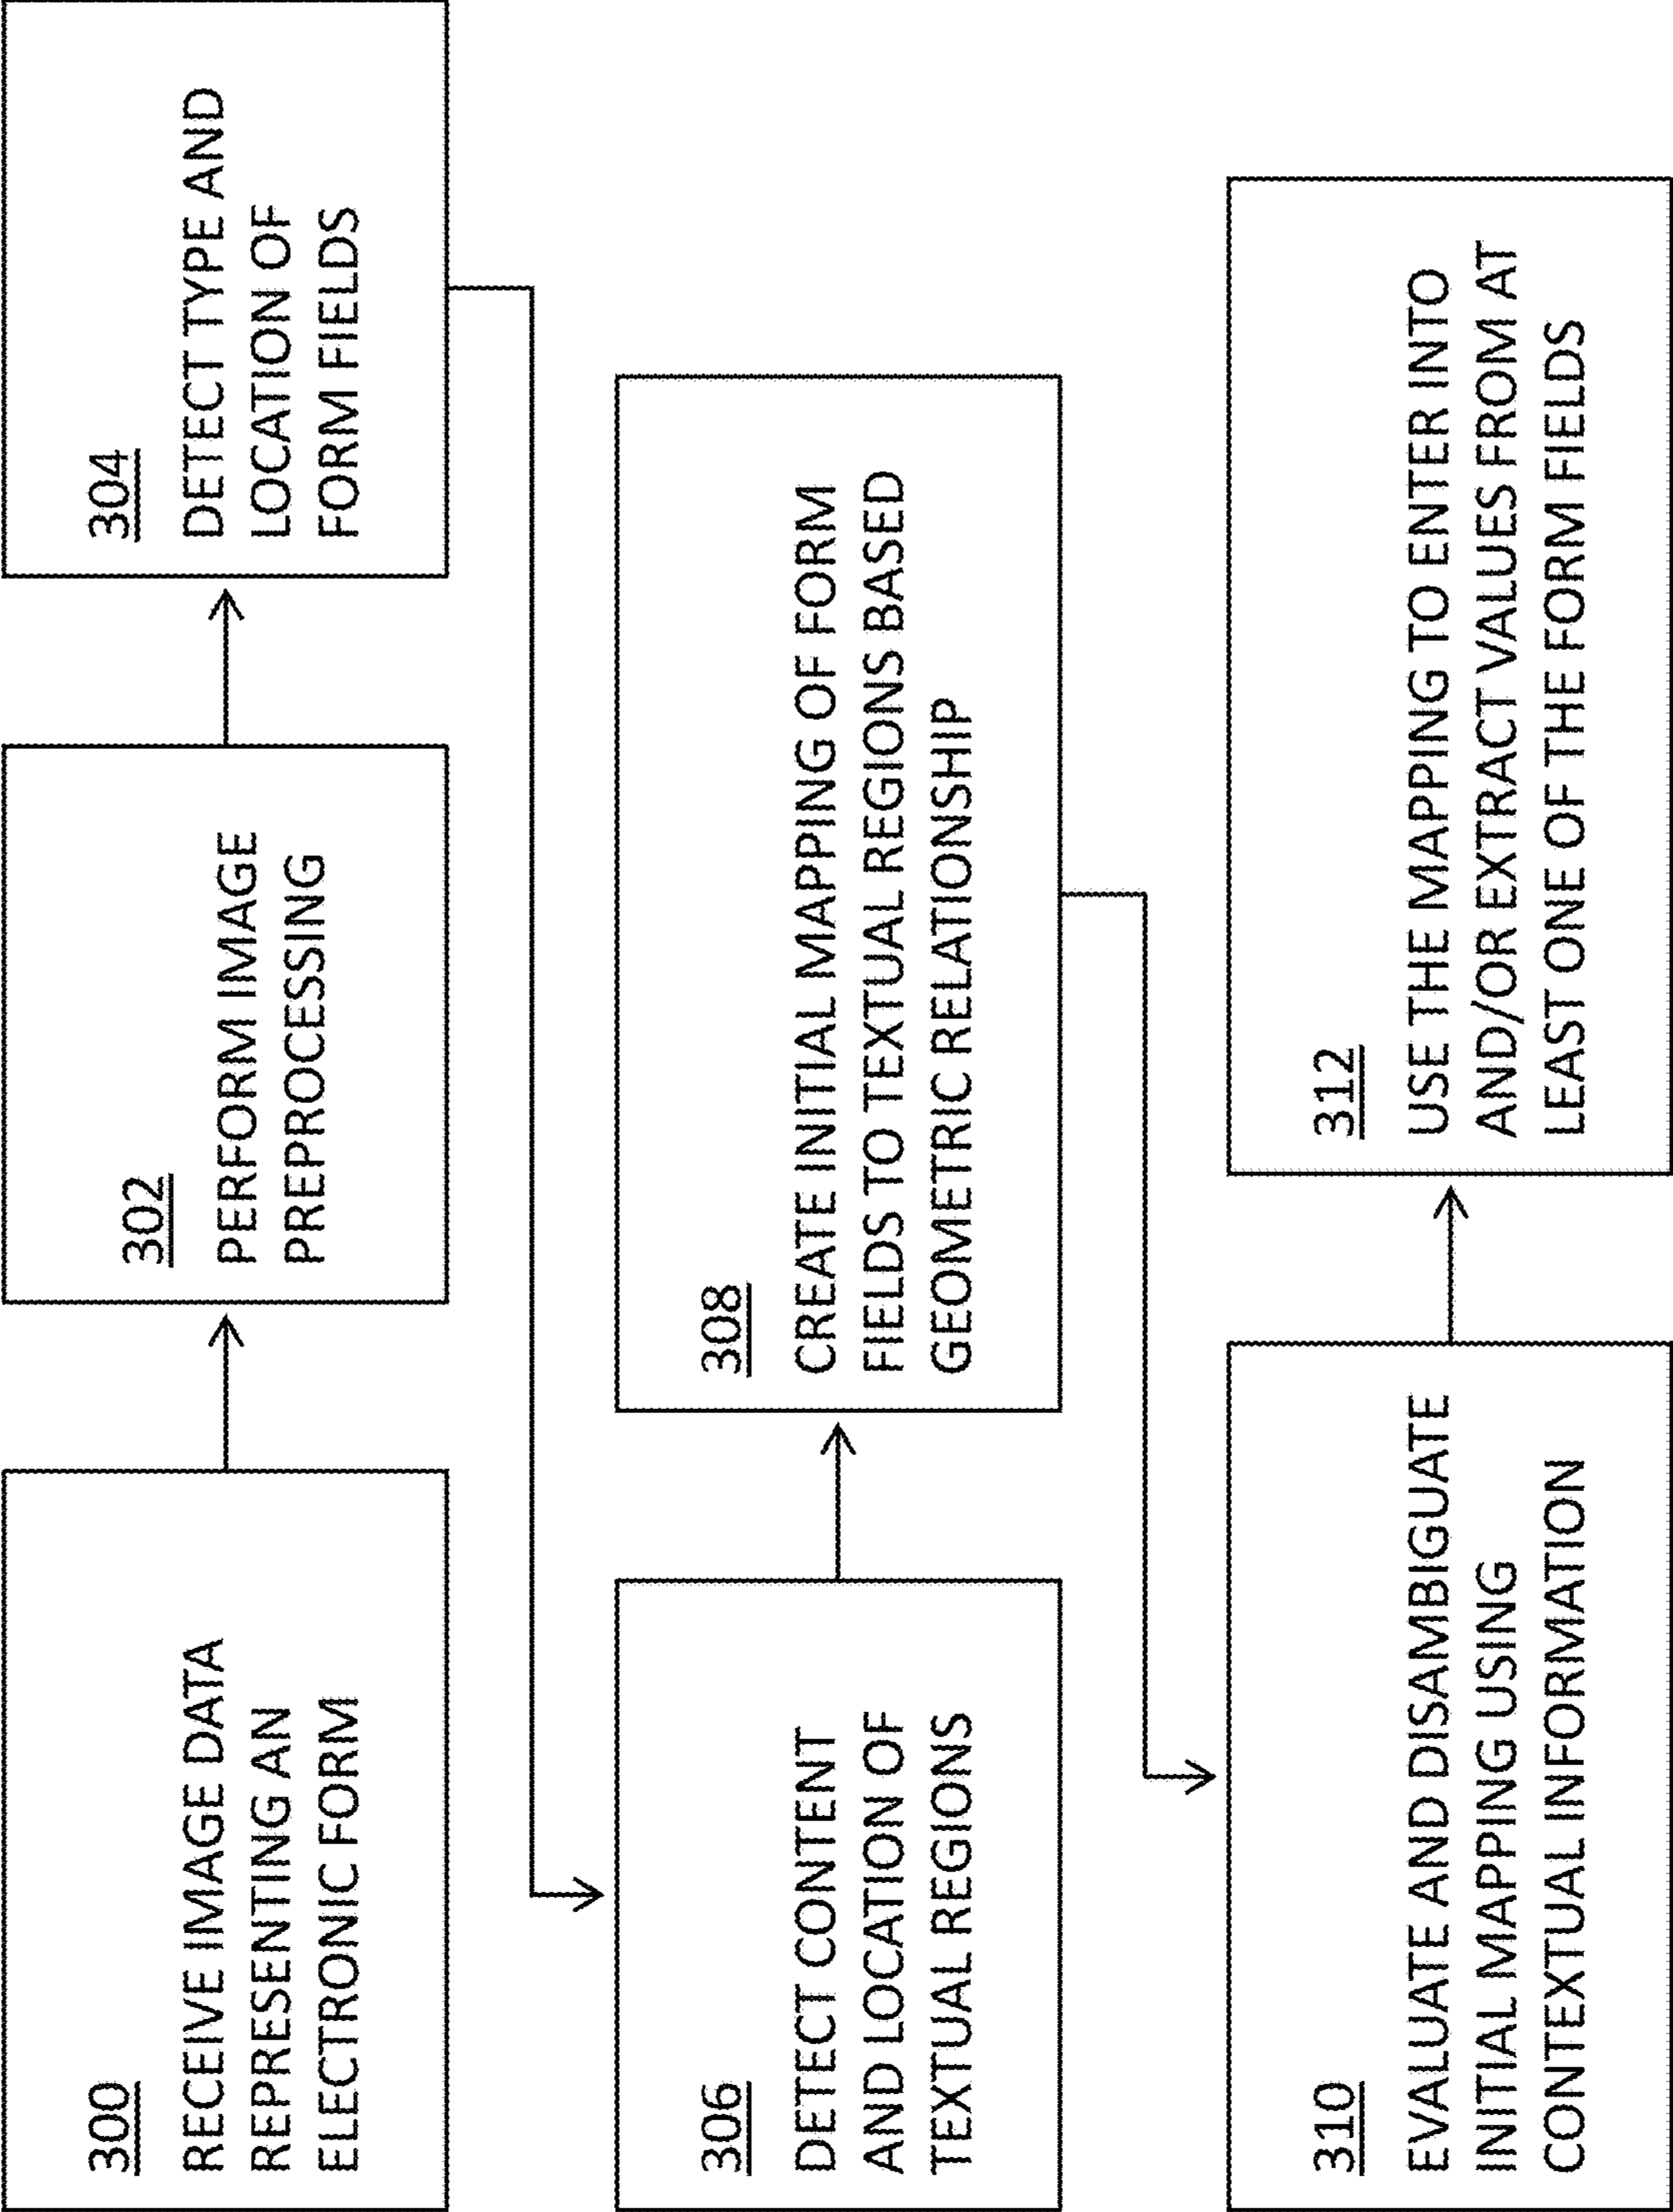 300
RECEIVE IMAGE DATA
REPRESENTING AN
ELECTRONIC FORM
302
PERFORM IMAGE
PREPROCESSING
304
DETECT TYPE AND
LOCATION OF
FORM FIELDS
306
DETECT CONTENT
AND LOCATION OF
TEXTUAL REGIONS
308
CREATE INITIAL MAPPING OF FORM
FIELDS TO TEXTUAL REGIONS BASED
GEOMETRIC RELATIONSHIP
310
EVALUATE AND DISAMBIGUATE
INITIAL MAPPING USING
CONTEXTUAL INFORMATION
312
USE THE MAPPING TO ENTER INTO
AND/OR EXTRACT VALUES FROM AT
LEAST ONE OF THE FORM FIELDS